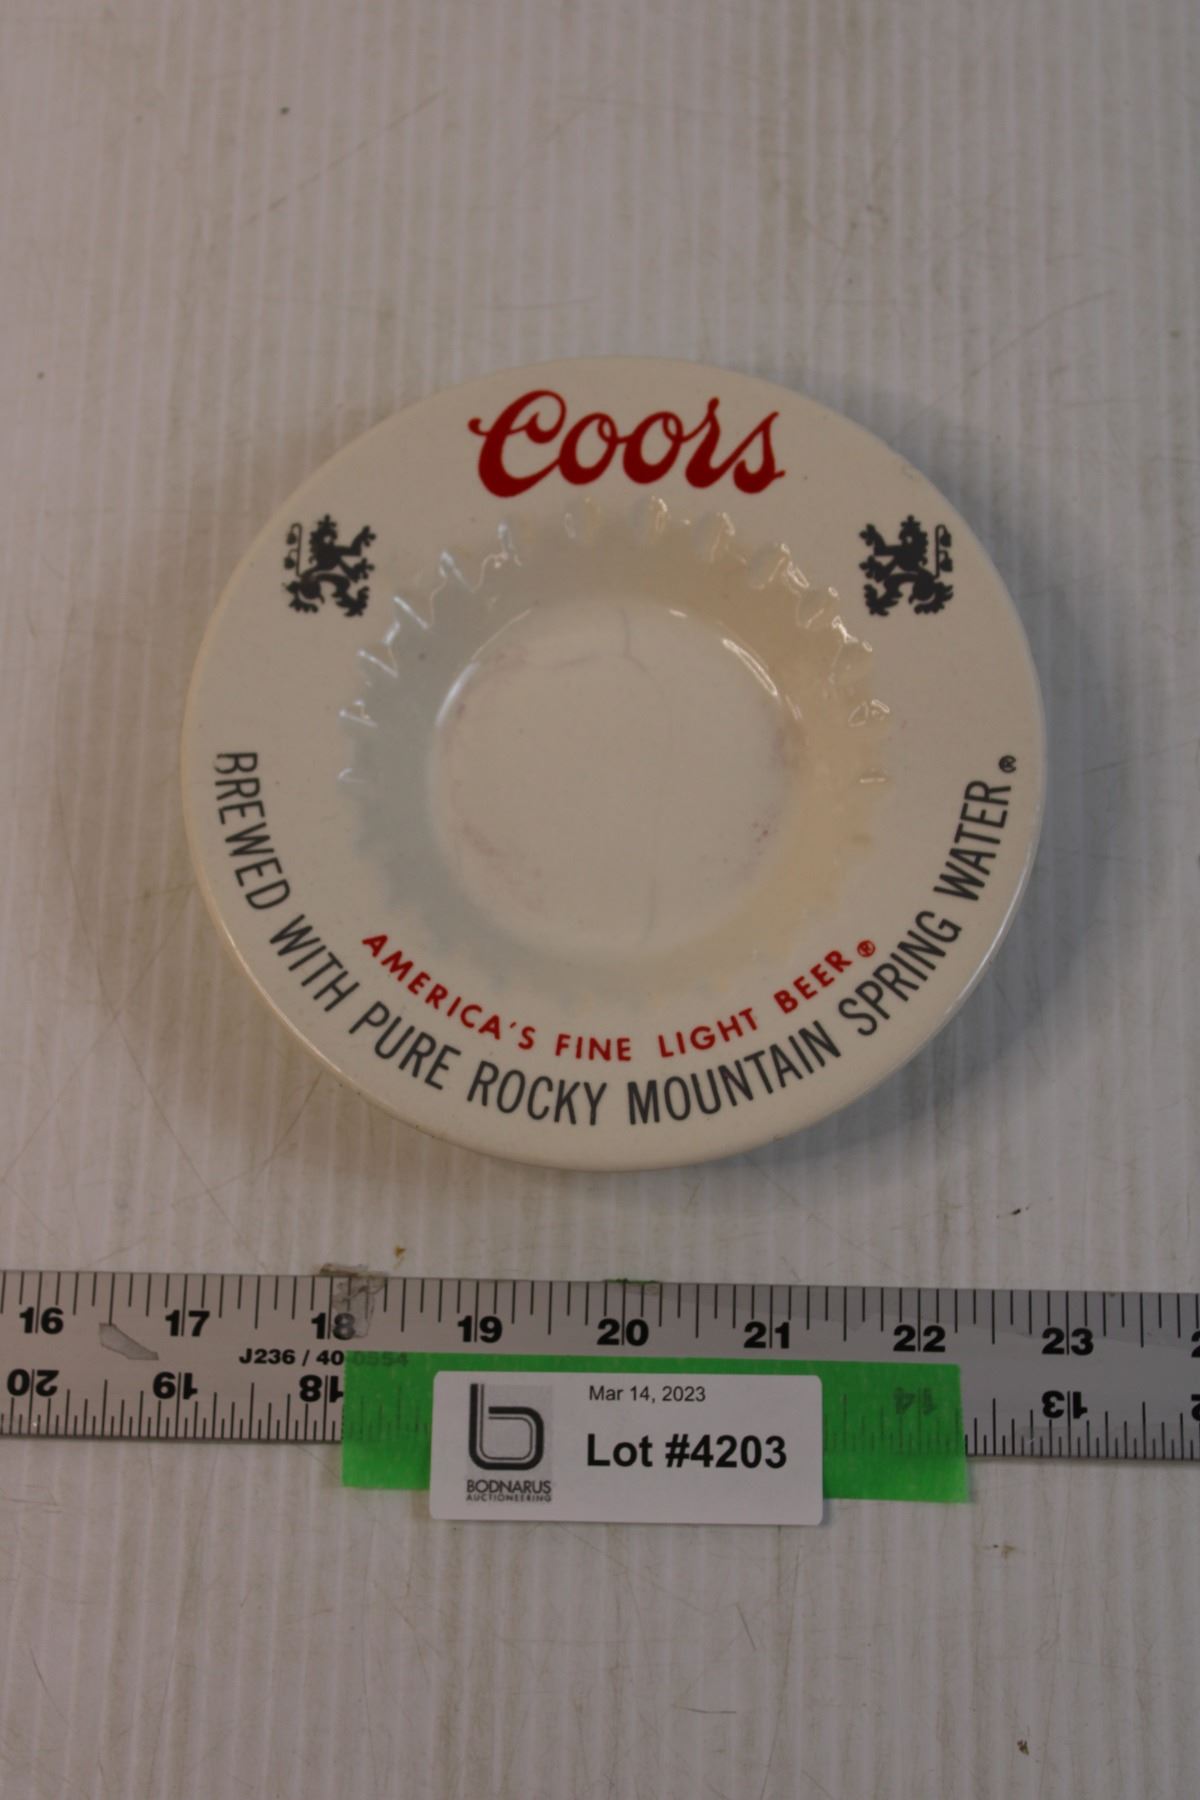 Coors
AMERICA'S FINE LIGHT BEER®
BREWED WITH PURE ROCKY MOUNTAIN SPRING WATER®
16 17 18 19 20 21 22 23
J236 / 40 0554
20 19 18 14 13
Mar 14, 2023
Lot #4203
b
BODNARUS
AUCTIONEERING